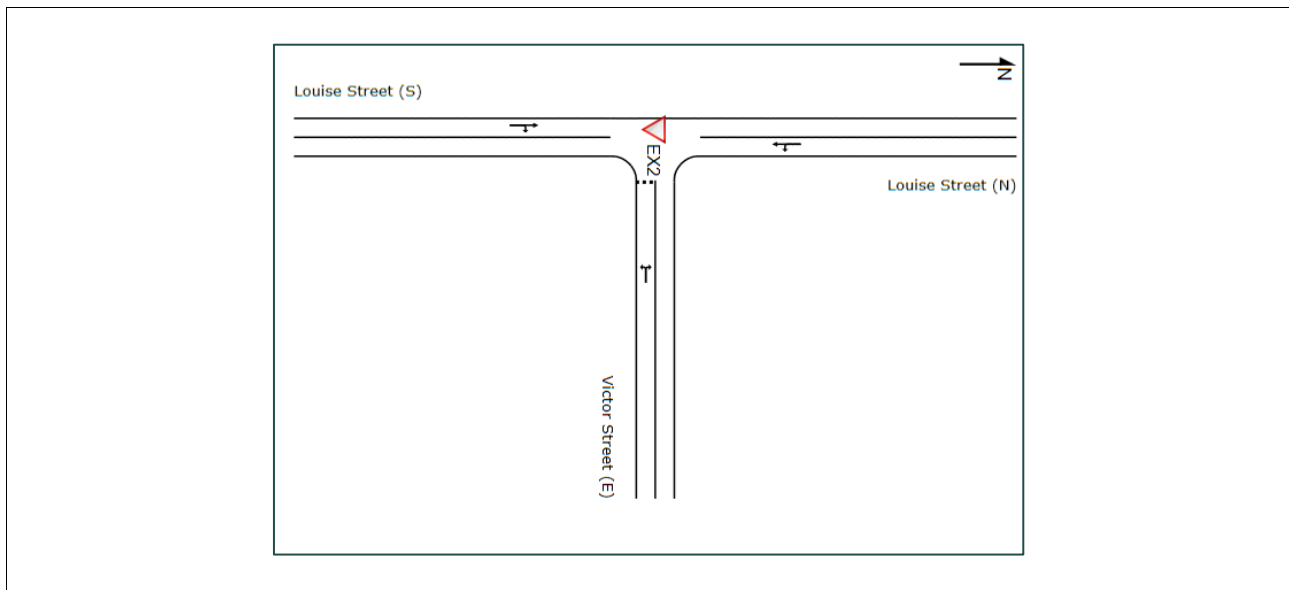 N
Louise Street (S)
EX2
Louise Street (N)
Victor Street (E)